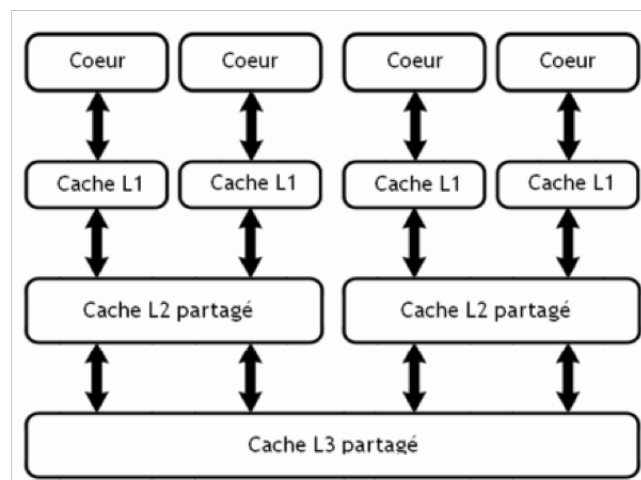 Coeur Coeur Coeur Coeur
Cache L1 Cache L1 Cache L1 Cache L1
Cache L2 partagé Cache L2 partagé
Cache L3 partagé